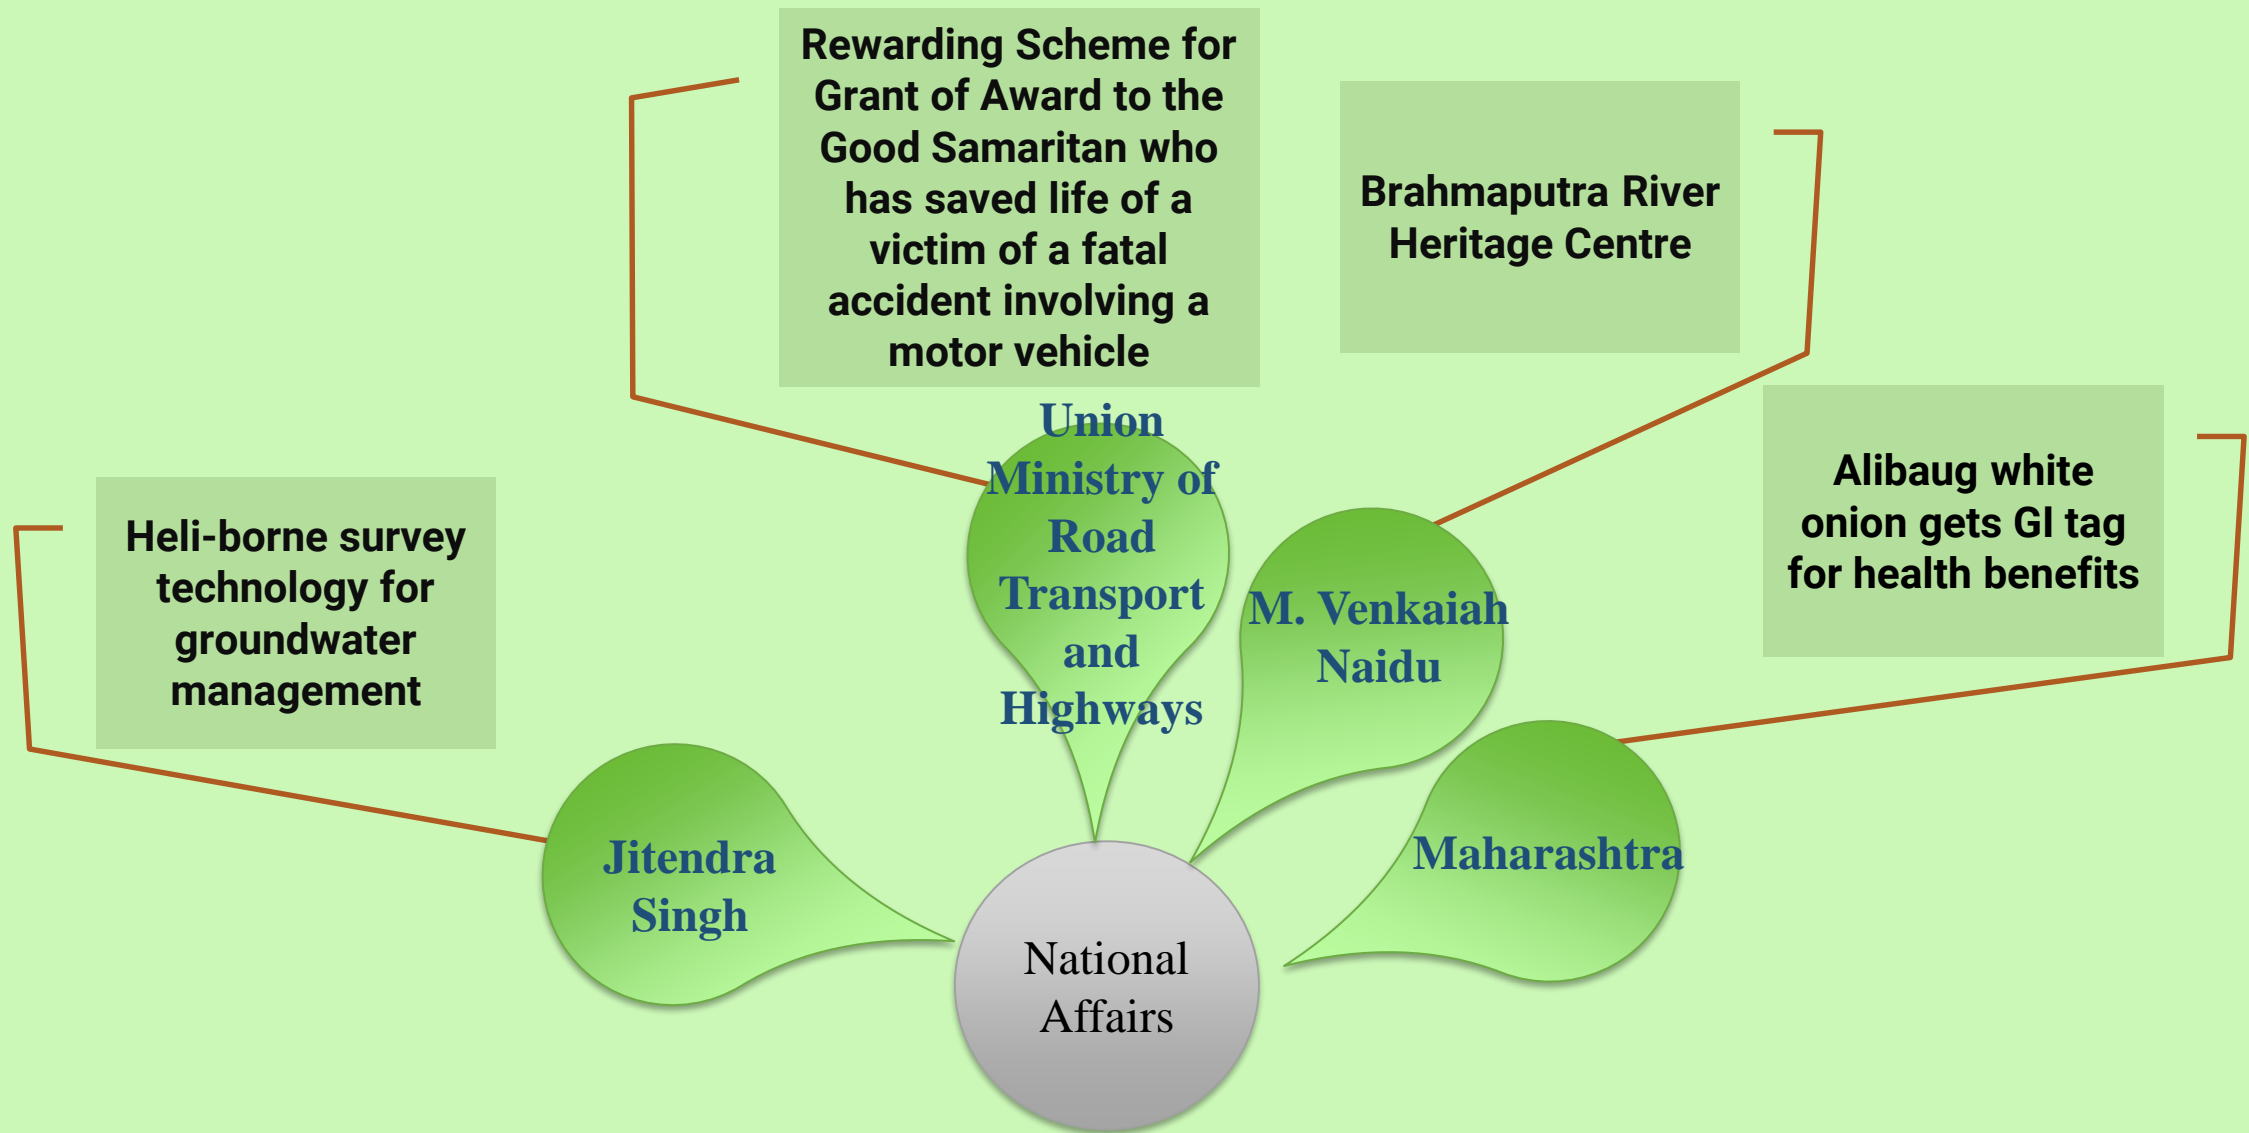 Rewarding Scheme for
Grant of Award to the
Good Samaritan who
has saved life of a
victim of a fatal
accident involving a
motor vehicle
Brahmaputra River
Heritage Centre
Alibaug white
onion gets GI tag
for health benefits
Heli-borne survey
technology for
groundwater
management
Union
Ministry of
Road
Transport
and
Highways
M. Venkaiah
Naidu
Maharashtra
Jitendra
Singh
National
Affairs